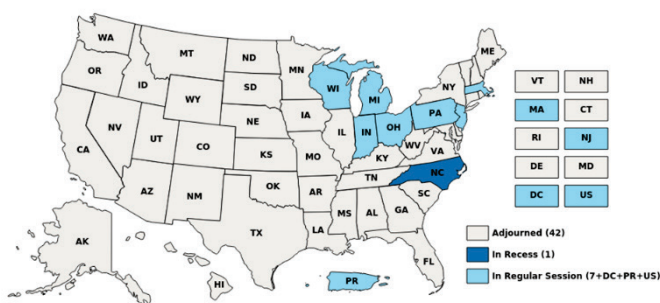 WA
MT
ND
MN
ME
OR
ID
SD
WI
MI
NY
VT
NH
WY
MA
CT
NV
NE
IA
IL
IN
OH
PA
RI
NJ
UT
CO
KS
MO
KY
WV
VA
DE
MD
CA
AZ
NM
OK
AR
TN
NC
SC
DC
US
TX
LA
MS
AL
GA
Adjourned (42)
AK
HI
FL
In Recess (1)
PR
In Regular Session (7+DC+PR+US)